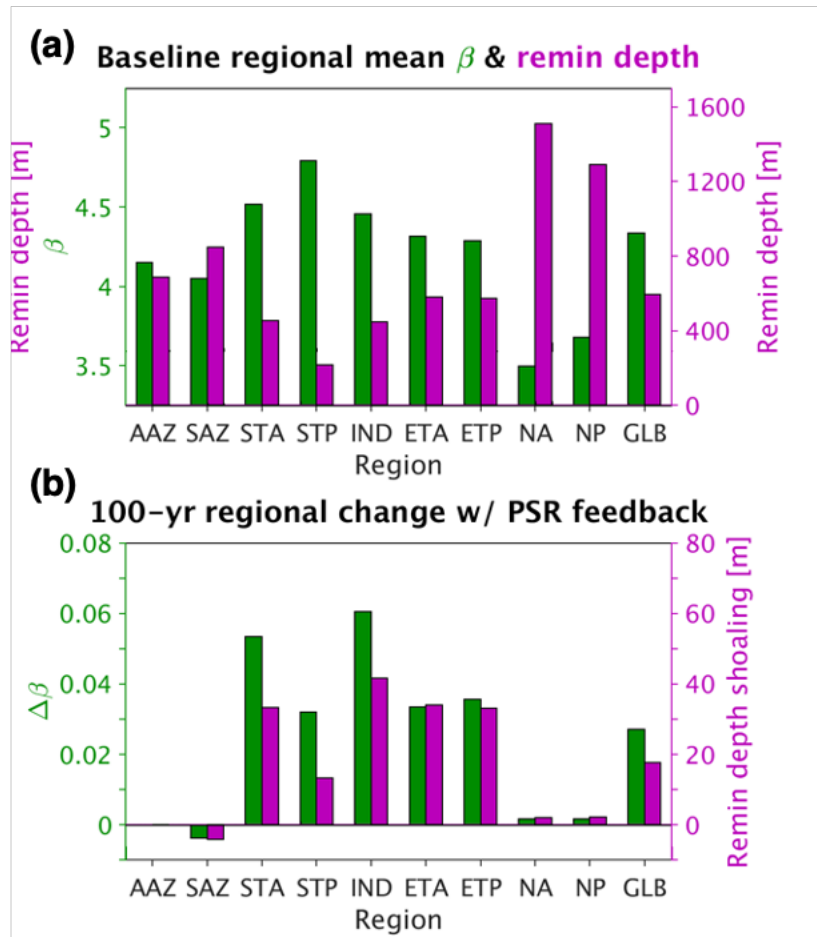 (a)
Baseline regional mean β & remin depth
Remin depth [m]
β
5
4.5
4
3.5
1600
1200
800
400
0
Remin depth [m]
AAZ SAZ STA STP IND ETA ETP NA NP GLB
Region
(b)
100-yr regional change w/ PSR feedback
Δβ
0.08
0.06
0.04
0.02
0
80
60
40
20
0
Remin depth shoaling [m]
AAZ SAZ STA STP IND ETA ETP NA NP GLB
Region